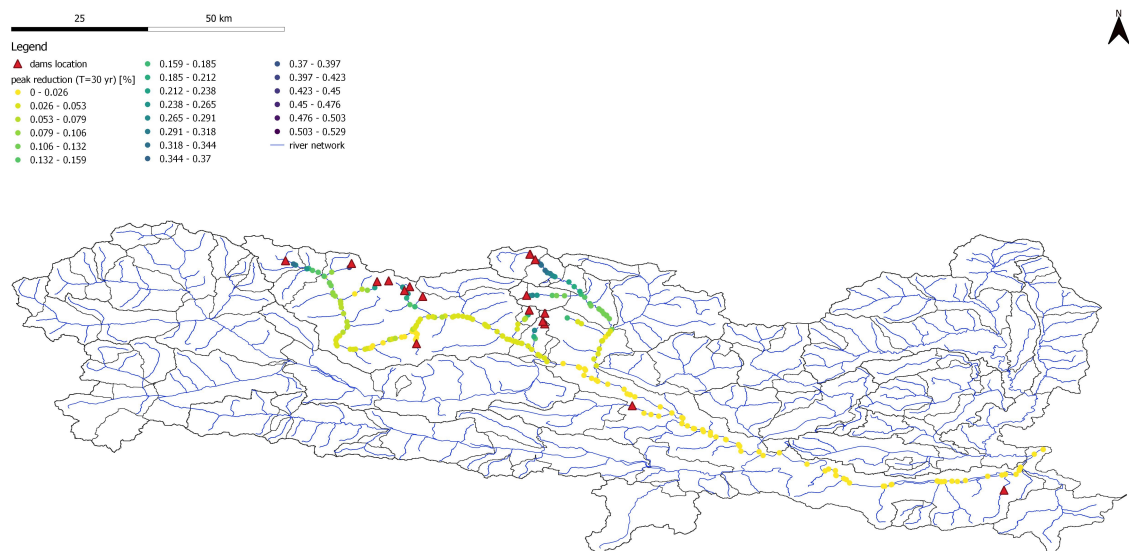 25 50 km
N
Legend
dams location
peak reduction (T=30 yr) [%]
0 - 0.026
0.026 - 0.053
0.053 - 0.079
0.079 - 0.106
0.106 - 0.132
0.132 - 0.159
0.159 - 0.185
0.185 - 0.212
0.212 - 0.238
0.238 - 0.265
0.265 - 0.291
0.291 - 0.318
0.318 - 0.344
0.344 - 0.37
0.37 - 0.397
0.397 - 0.423
0.423 - 0.45
0.45 - 0.476
0.476 - 0.503
0.503 - 0.529
river network